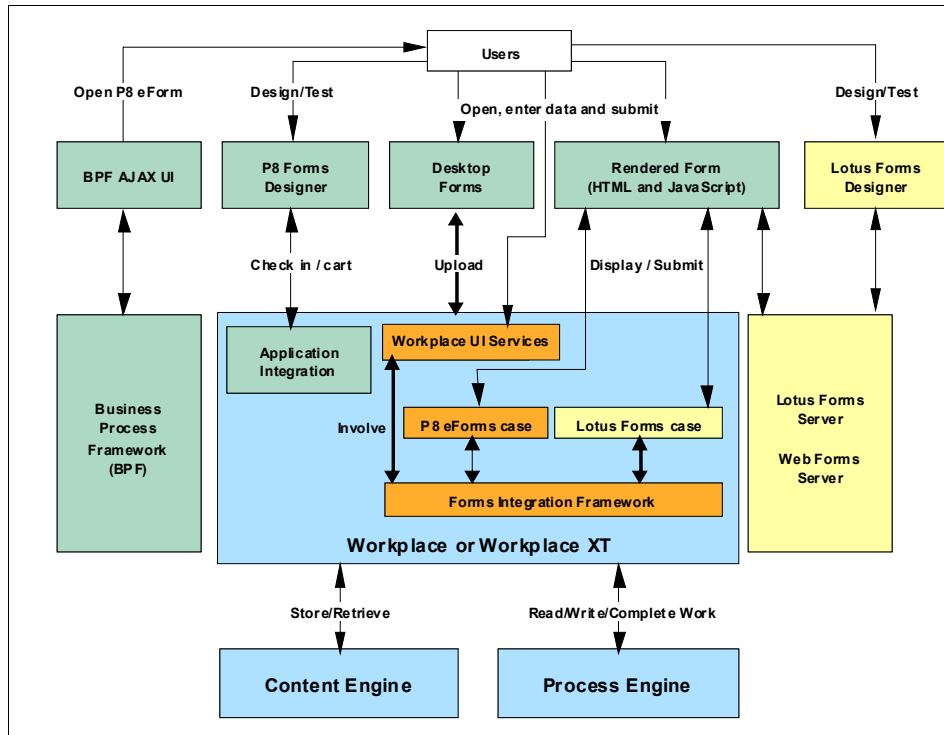 Users
Open P8 eForm
Design/Test
Open, enter data and submit
Design/Test
BPF AJAX UI
P8 Forms
Designer
Desktop
Forms
Rendered Form
(HTML and JavaScript)
Lotus Forms
Designer
Check in / cart
Upload
Display / Submit
Workplace UI Services
Application
Integration
Business
Process
Framework
(BPF)
Involve
P8 eForms case
Lotus Forms case
Lotus Forms
Server
Web Forms
Server
Forms Integration Framework
Workplace or Workplace XT
Store/Retrieve
Read/Write/Complete Work
Content Engine
Process Engine